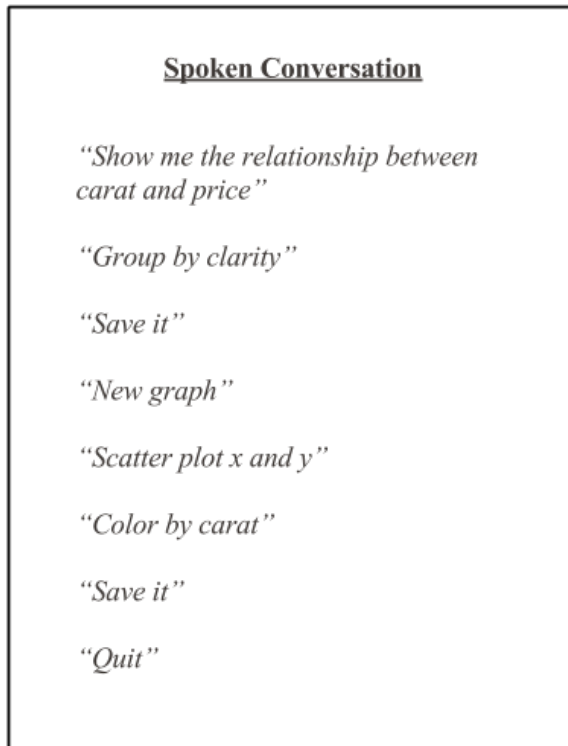 Spoken Conversation
“Show me the relationship between
carat and price”
“Group by clarity”
“Save it”
“New graph”
“Scatter plot x and y”
“Color by carat”
“Save it”
“Quit”